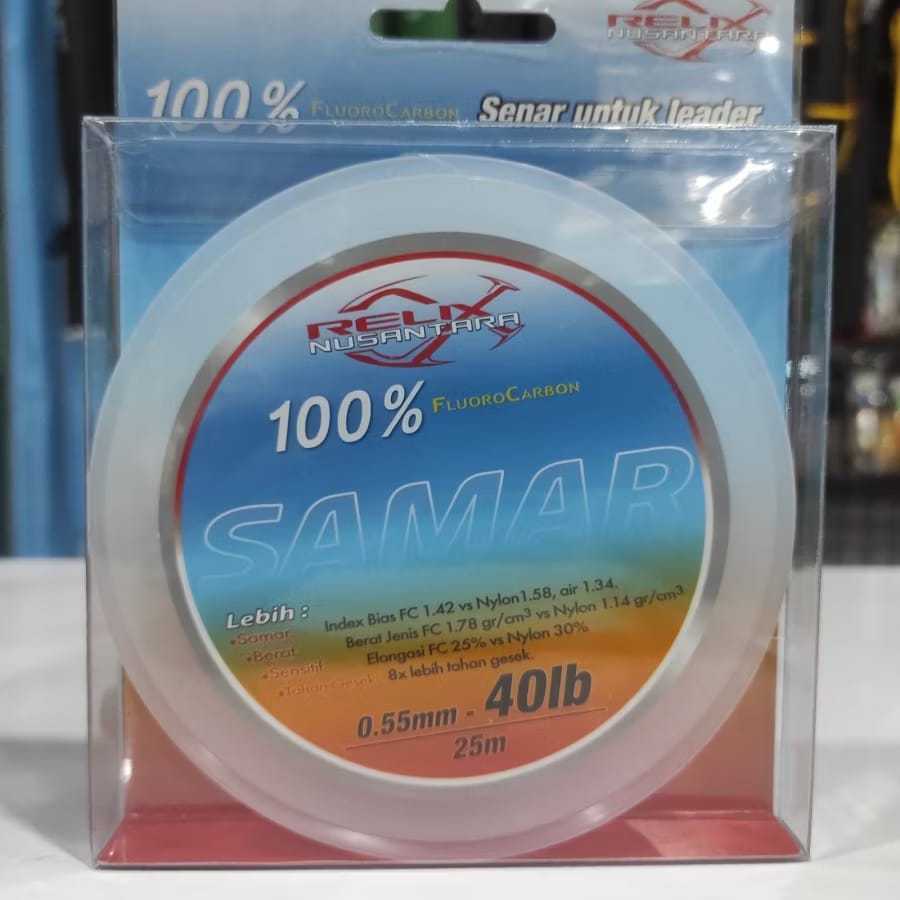 RELIX
NUSANTARA
100% FLUOROCARBON Senar untuk leader
RELIX
NUSANTARA
100% FLUOROCARBON
SAMAR
Lebih :
•Samar Index Bias FC 1.42 vs Nylon1.58, air 1.34.
•Berat Berat Jenis FC 1.78 gr/cm³ vs Nylon 1.14 gr/cm³
•Sensitif Elongasi FC 25% vs Nylon 30%
•Tahan Gesek 8x lebih tahan gesek.
0.55mm - 40lb
25m